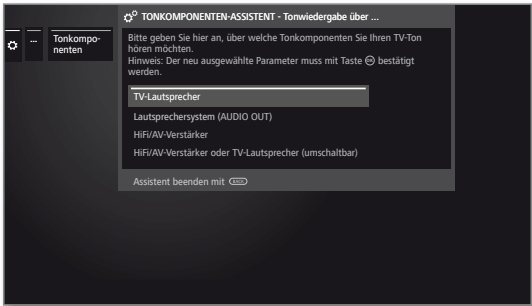 TONKOMPONENTEN-ASSISTENT - Tonwiedergabe über ...
...
Tonkompo-
nenten
Bitte geben Sie hier an, über welche Tonkomponenten Sie Ihren TV-Ton
hören möchten.
Hinweis: Der neu ausgewählte Parameter muss mit Taste OK bestätigt
werden.
TV-Lautsprecher
Lautsprechersystem (AUDIO OUT)
HiFi/AV-Verstärker
HiFi/AV-Verstärker oder TV-Lautsprecher (umschaltbar)
Assistent beenden mit BACK